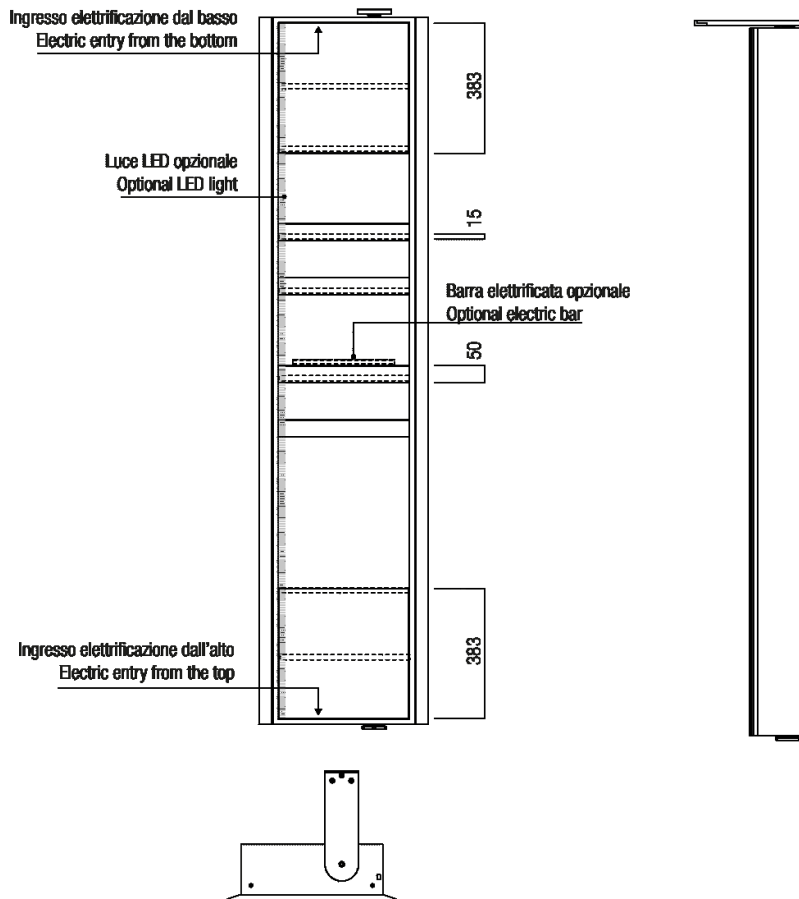 Ingresso elettrificazione dal basso
Electric entry from the bottom
383
Luce LED opzionale
Optional LED light
15
Barra elettrificata opzionale
Optional electric bar
50
Ingresso elettrificazione dall'alto
Electric entry from the top
383